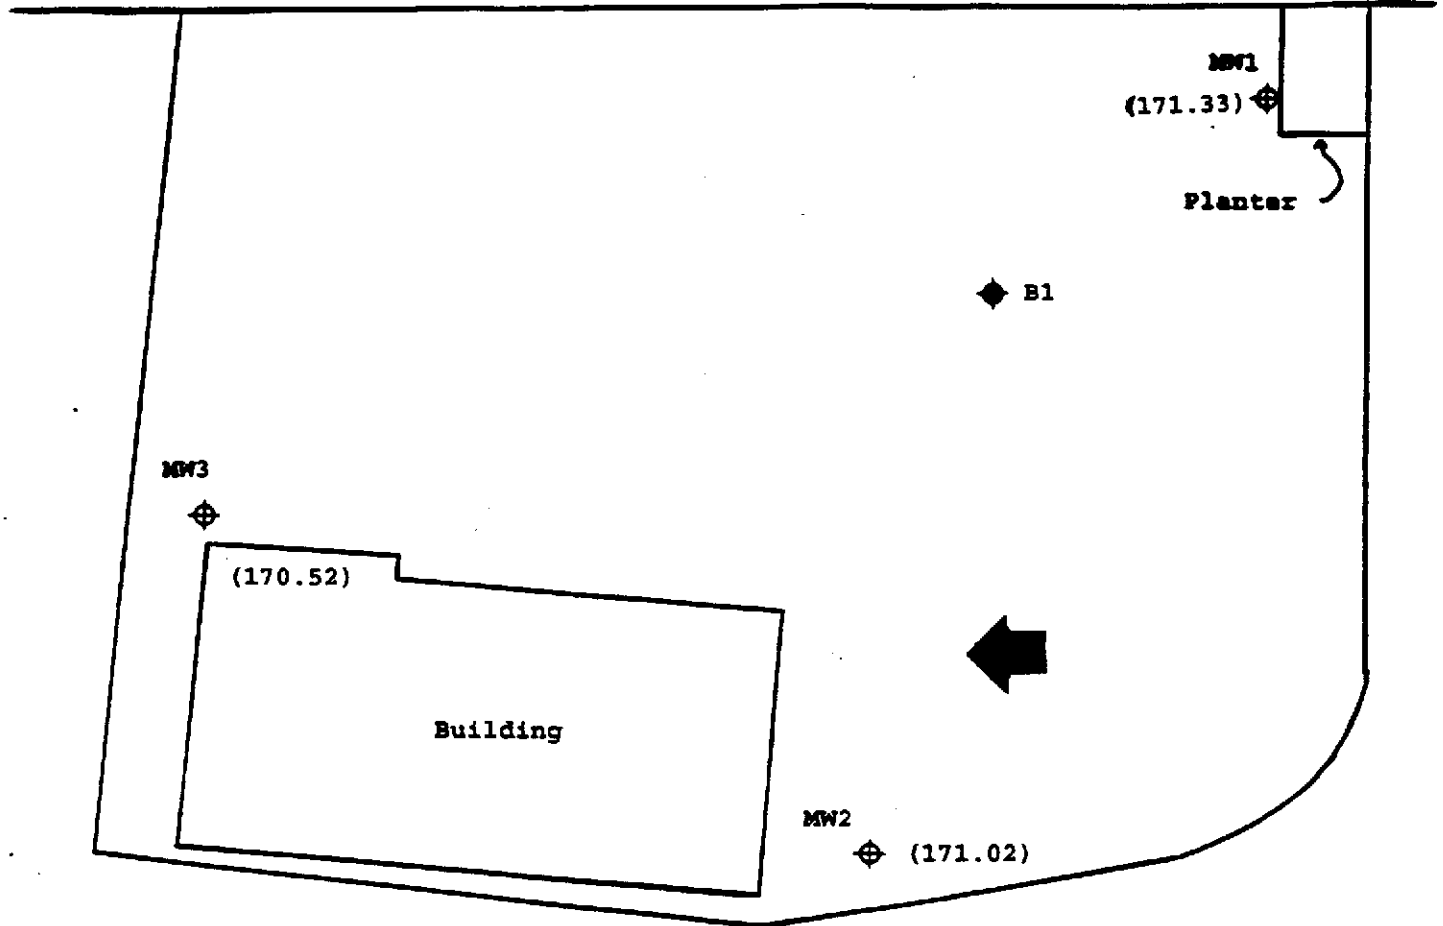 MW1
(171.33)
Planter
B1
MW3
(170.52)
Building
MW2
(171.02)